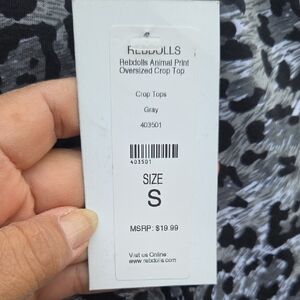 REBDOLLS
Rebdolls Animal Print
Oversized Crop Top
Crop Tops
Gray
403501
403501
SIZE
S
MSRP: $19.99
Visit us Online:
www.rebdolls.com